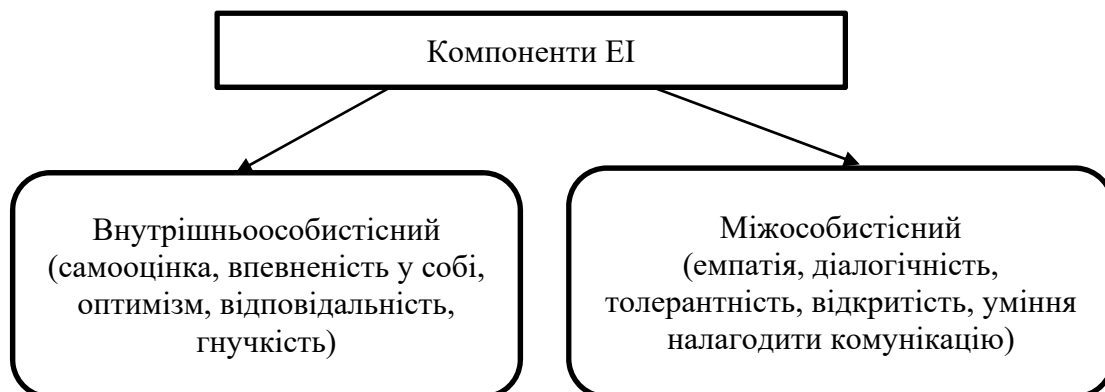 Компоненти ЕІ
Внутрішньоособистісний
(самооцінка, впевненість у собі,
оптимізм, відповідальність,
гнучкість)
Міжособистісний
(емпатія, діалогічність,
толерантність, відкритість, уміння
налагодити комунікацію)